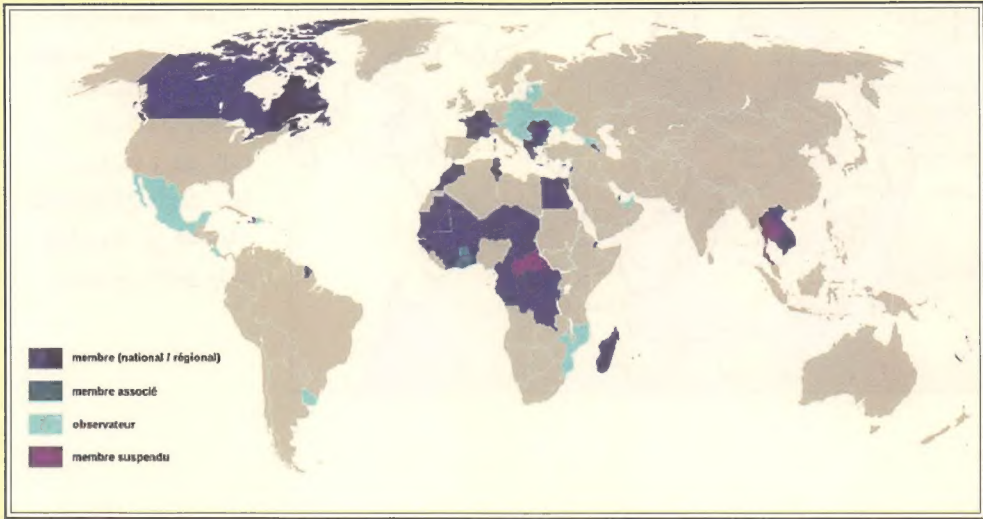 membre (national / régional)
membre associé
observateur
membre suspendu